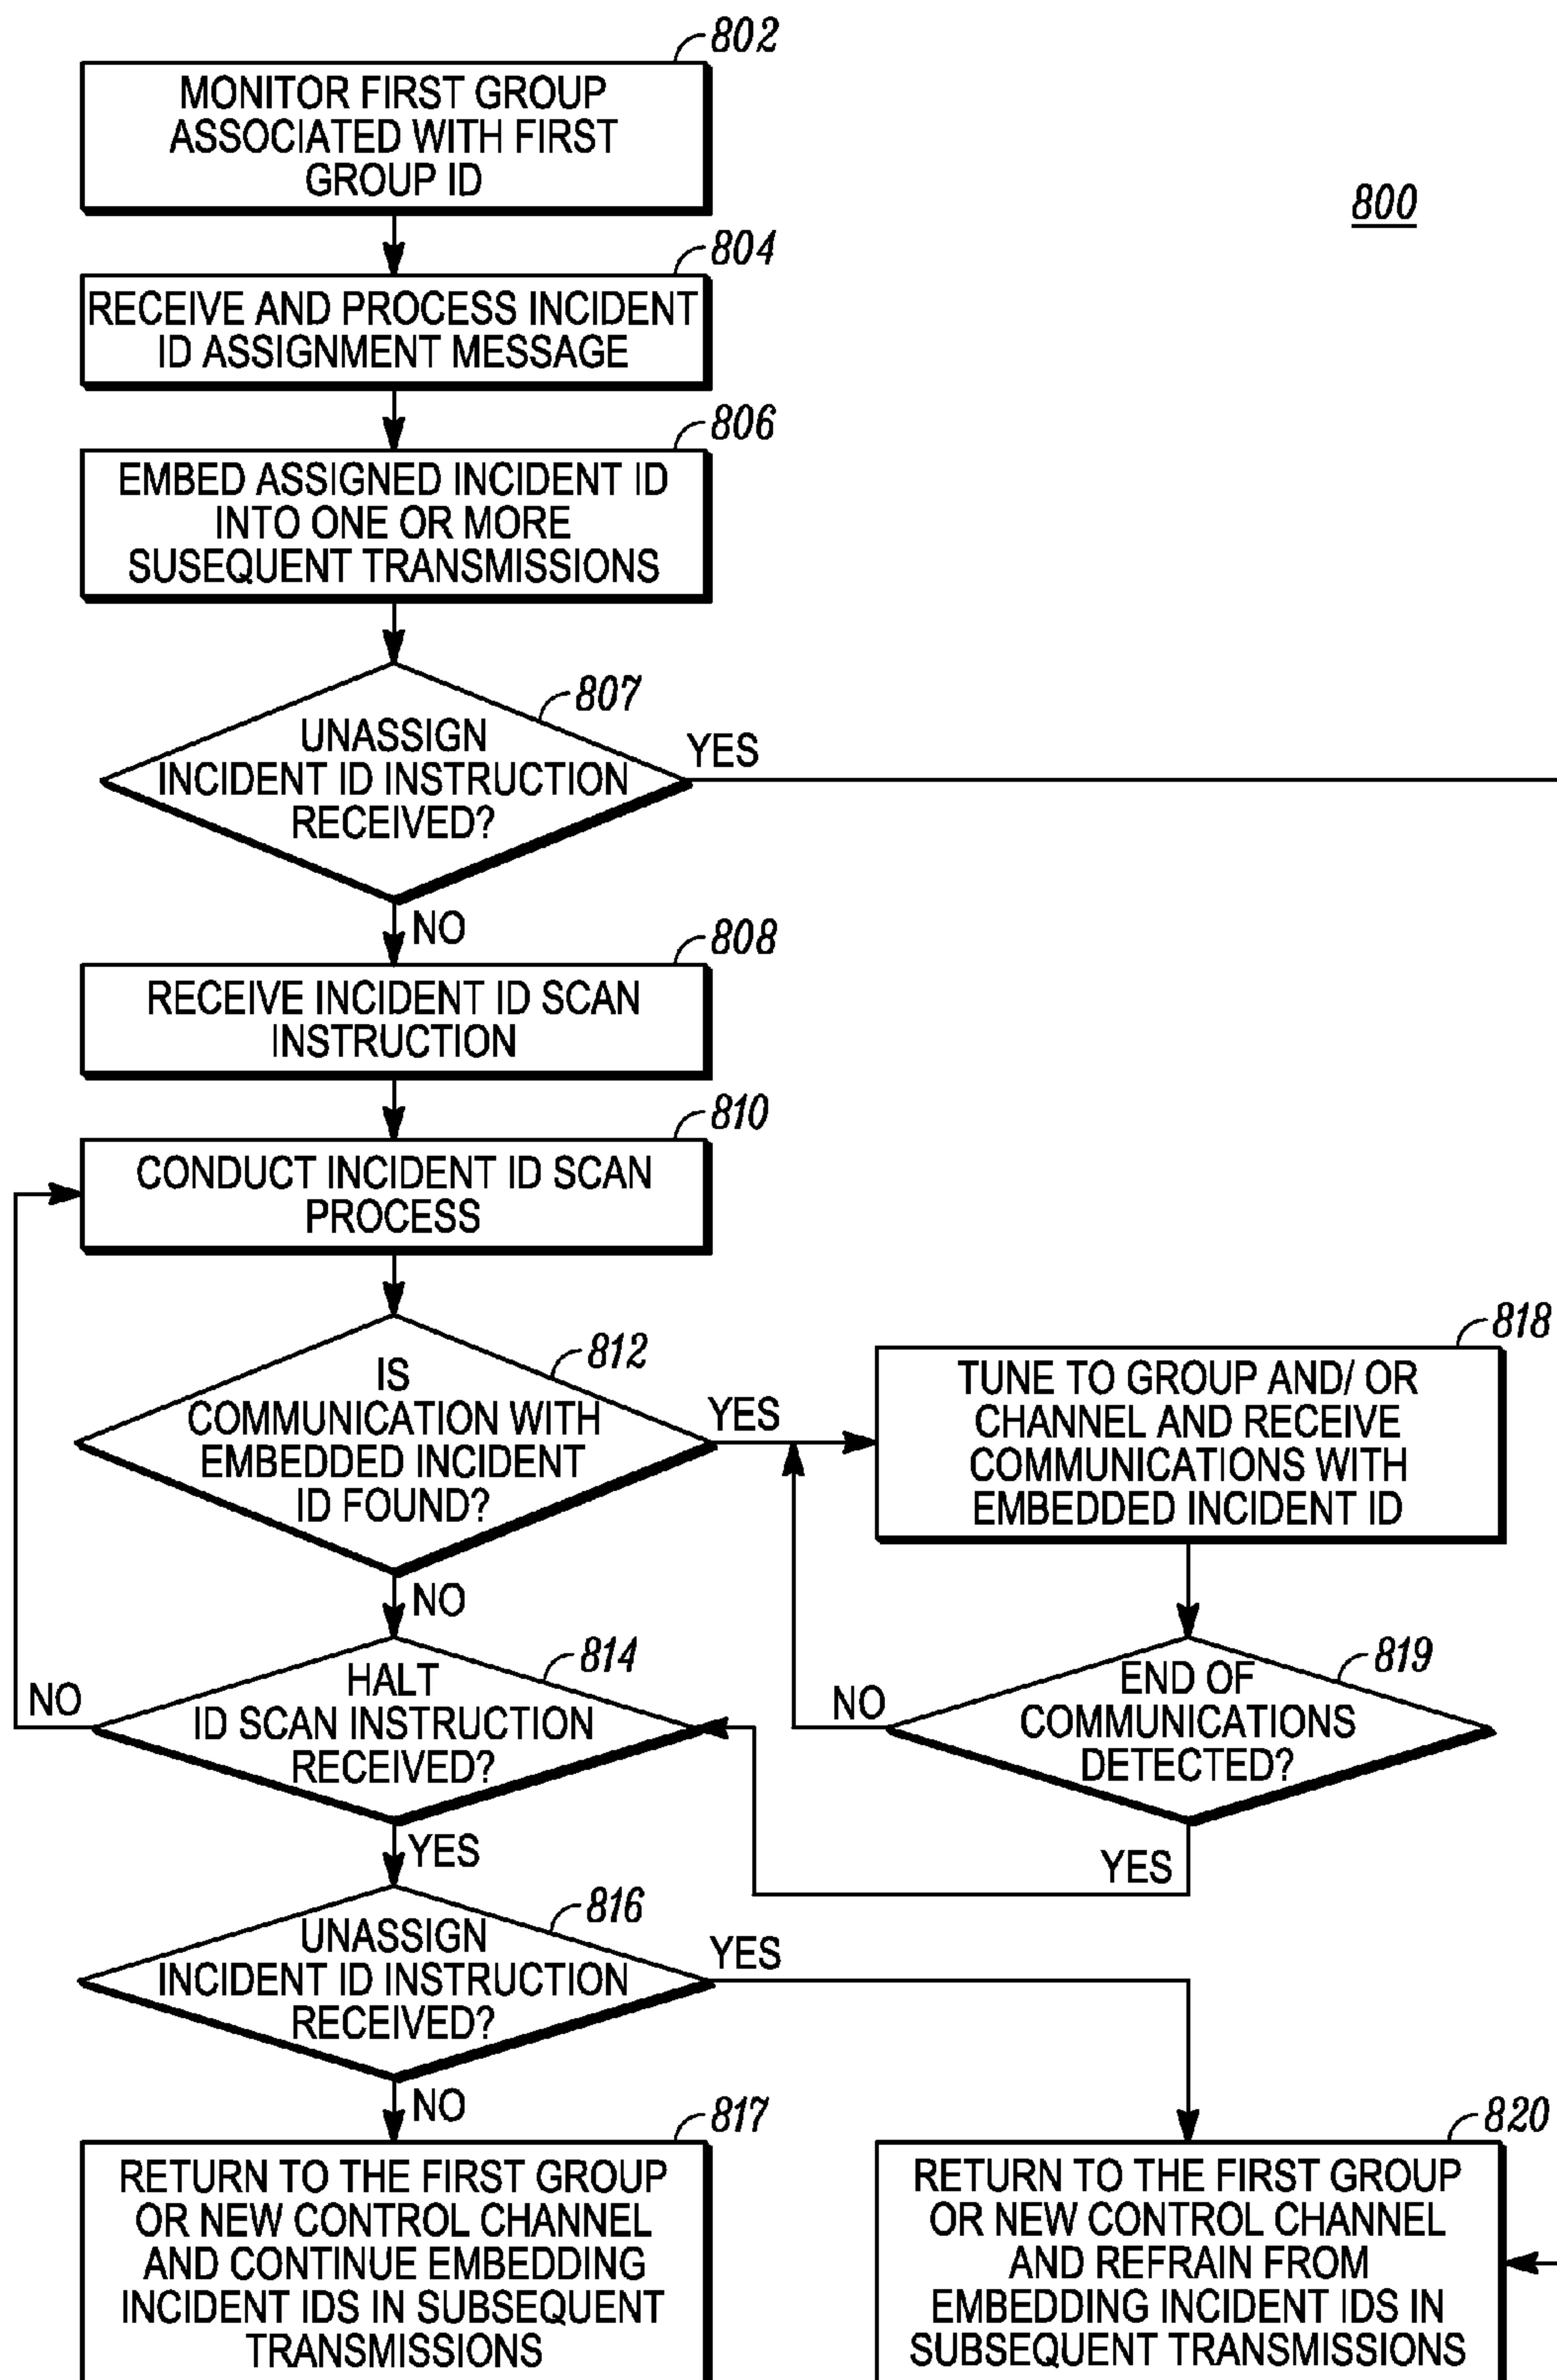 802
MONITOR FIRST GROUP
ASSOCIATED WITH FIRST
GROUP ID
800
804
RECEIVE AND PROCESS INCIDENT
ID ASSIGNMENT MESSAGE
806
EMBED ASSIGNED INCIDENT ID
INTO ONE OR MORE
SUSEQUENT TRANSMISSIONS
807
UNASSIGN
INCIDENT ID INSTRUCTION
RECEIVED?
YES
NO
808
RECEIVE INCIDENT ID SCAN
INSTRUCTION
810
CONDUCT INCIDENT ID SCAN
PROCESS
812
IS
COMMUNICATION WITH
EMBEDDED INCIDENT
ID FOUND?
YES
NO
818
TUNE TO GROUP AND/ OR
CHANNEL AND RECEIVE
COMMUNICATIONS WITH
EMBEDDED INCIDENT ID
814
HALT
ID SCAN INSTRUCTION
RECEIVED?
NO
YES
819
END OF
COMMUNICATIONS
DETECTED?
NO
YES
816
UNASSIGN
INCIDENT ID INSTRUCTION
RECEIVED?
YES
NO
817
RETURN TO THE FIRST GROUP
OR NEW CONTROL CHANNEL
AND CONTINUE EMBEDDING
INCIDENT IDS IN SUBSEQUENT
TRANSMISSIONS
820
RETURN TO THE FIRST GROUP
OR NEW CONTROL CHANNEL
AND REFRAIN FROM
EMBEDDING INCIDENT IDS IN
SUBSEQUENT TRANSMISSIONS